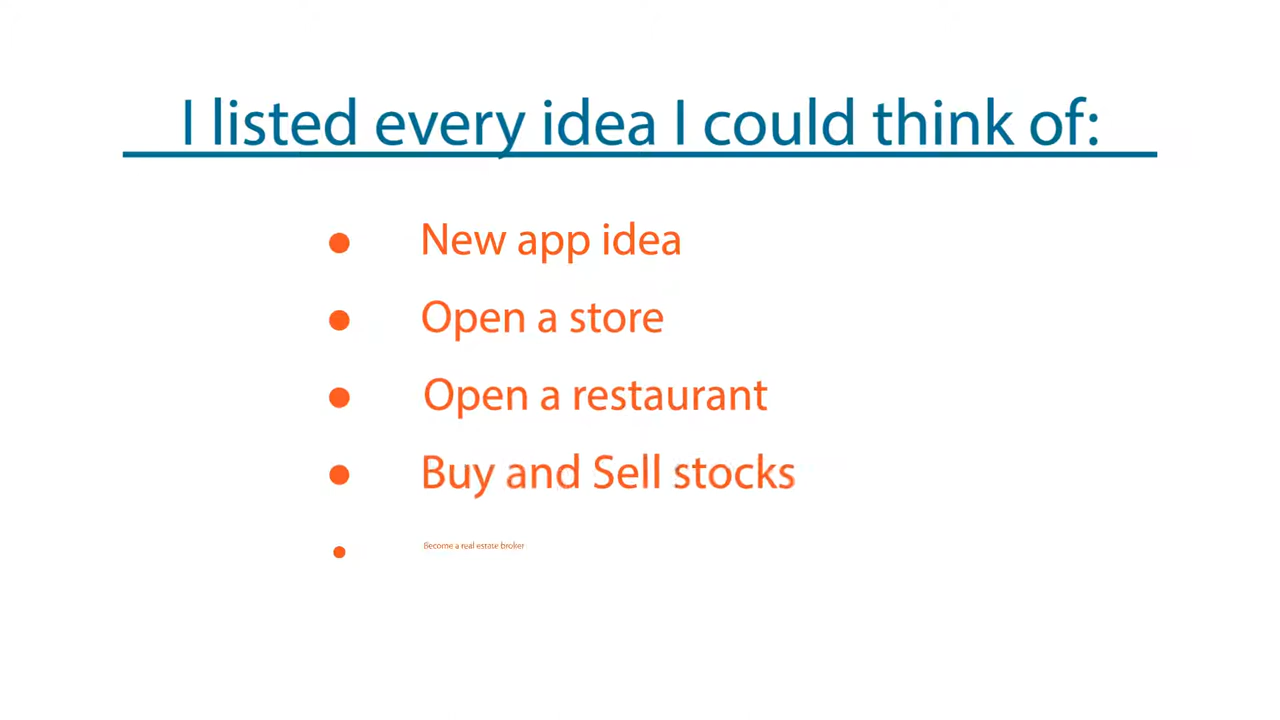 I listed every idea I could think of:
• New app idea
• Open a store
• Open a restaurant
• Buy and Sell stocks
• Become a real estate broker